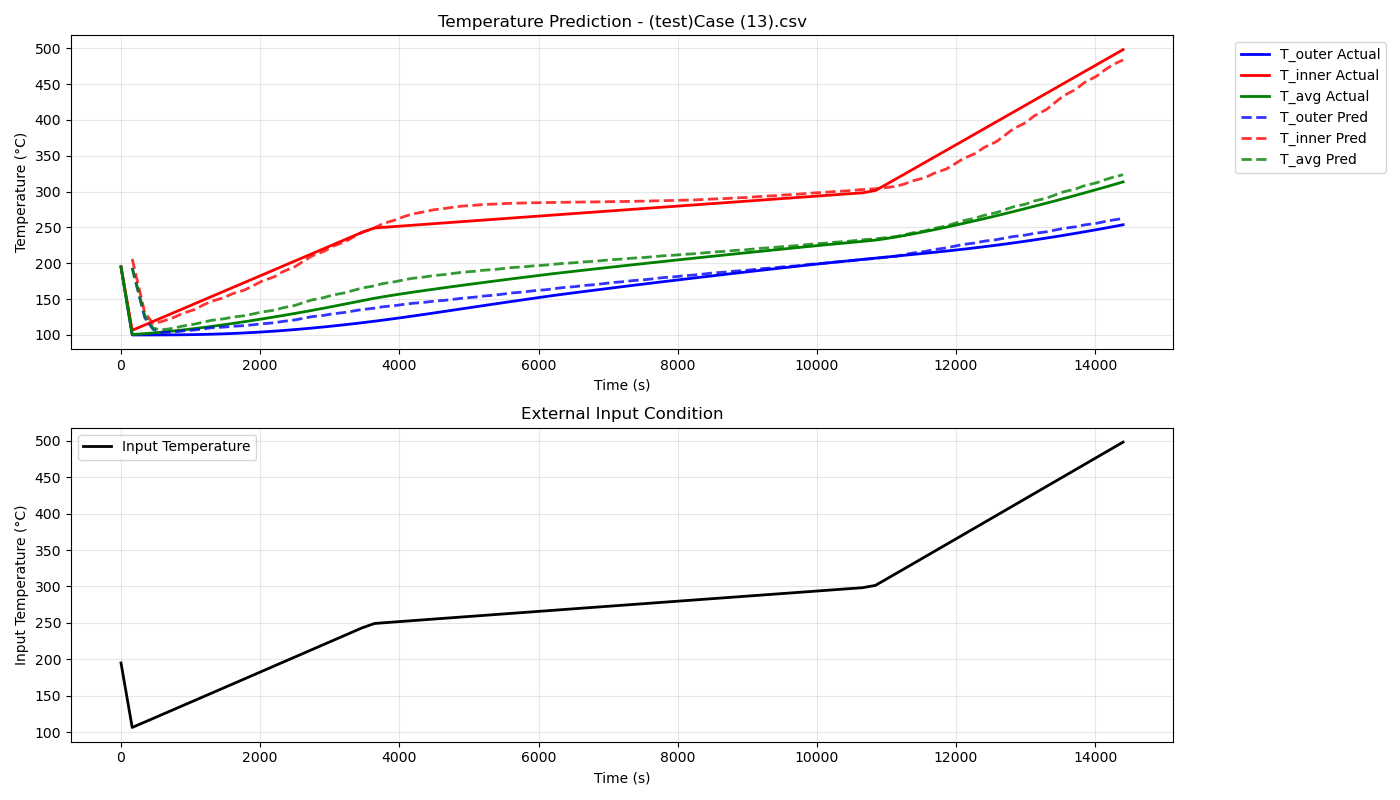 Temperature Prediction - (test)Case (13).csv
Temperature (°C)
500
450
400
350
300
250
200
150
100
0 2000 4000 6000 8000 10000 12000 14000
Time (s)
T_outer Actual
T_inner Actual
T_avg Actual
T_outer Pred
T_inner Pred
T_avg Pred
External Input Condition
Input Temperature (°C)
500
450
400
350
300
250
200
150
100
Input Temperature
0 2000 4000 6000 8000 10000 12000 14000
Time (s)